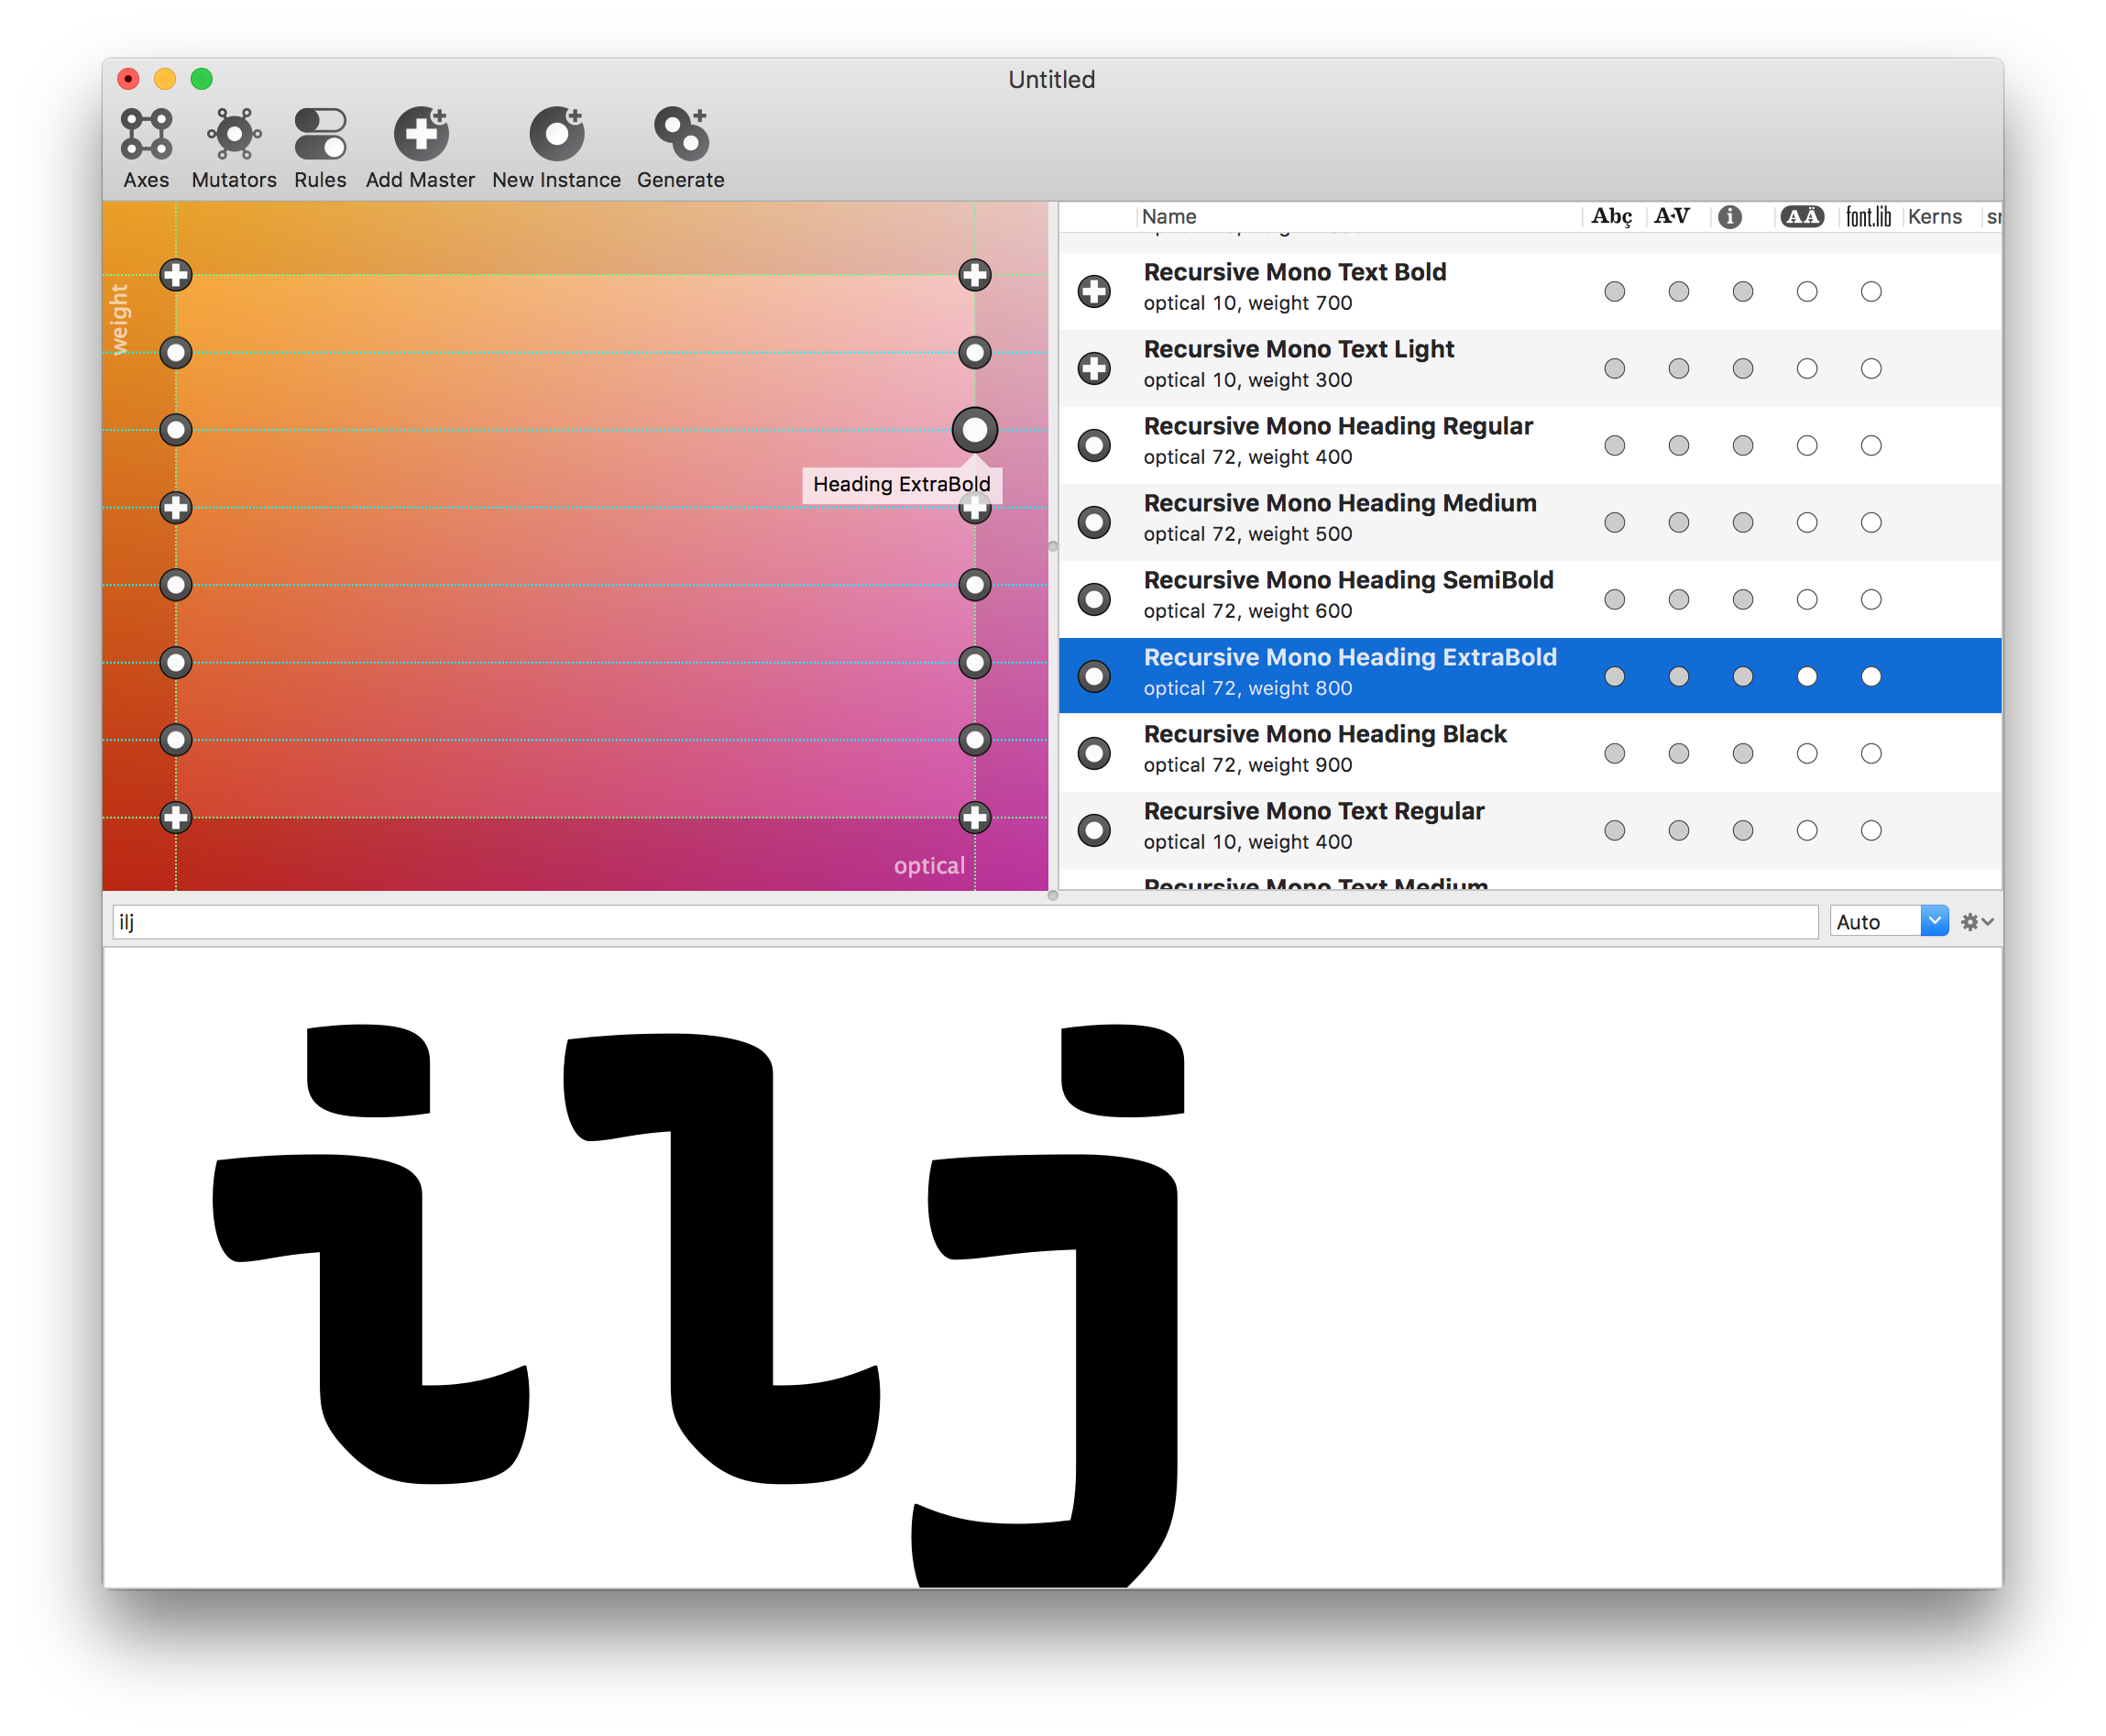 Untitled
Axes Mutators Rules Add Master New Instance Generate
weight
Heading ExtraBold
optical
Name Abç A·V i AÄ font.lib Kerns
Recursive Mono Text Bold
optical 10, weight 700
Recursive Mono Text Light
optical 10, weight 300
Recursive Mono Heading Regular
optical 72, weight 400
Recursive Mono Heading Medium
optical 72, weight 500
Recursive Mono Heading SemiBold
optical 72, weight 600
Recursive Mono Heading ExtraBold
optical 72, weight 800
Recursive Mono Heading Black
optical 72, weight 900
Recursive Mono Text Regular
optical 10, weight 400
Recursive Mono Text Medium
ilj
Auto
ilj